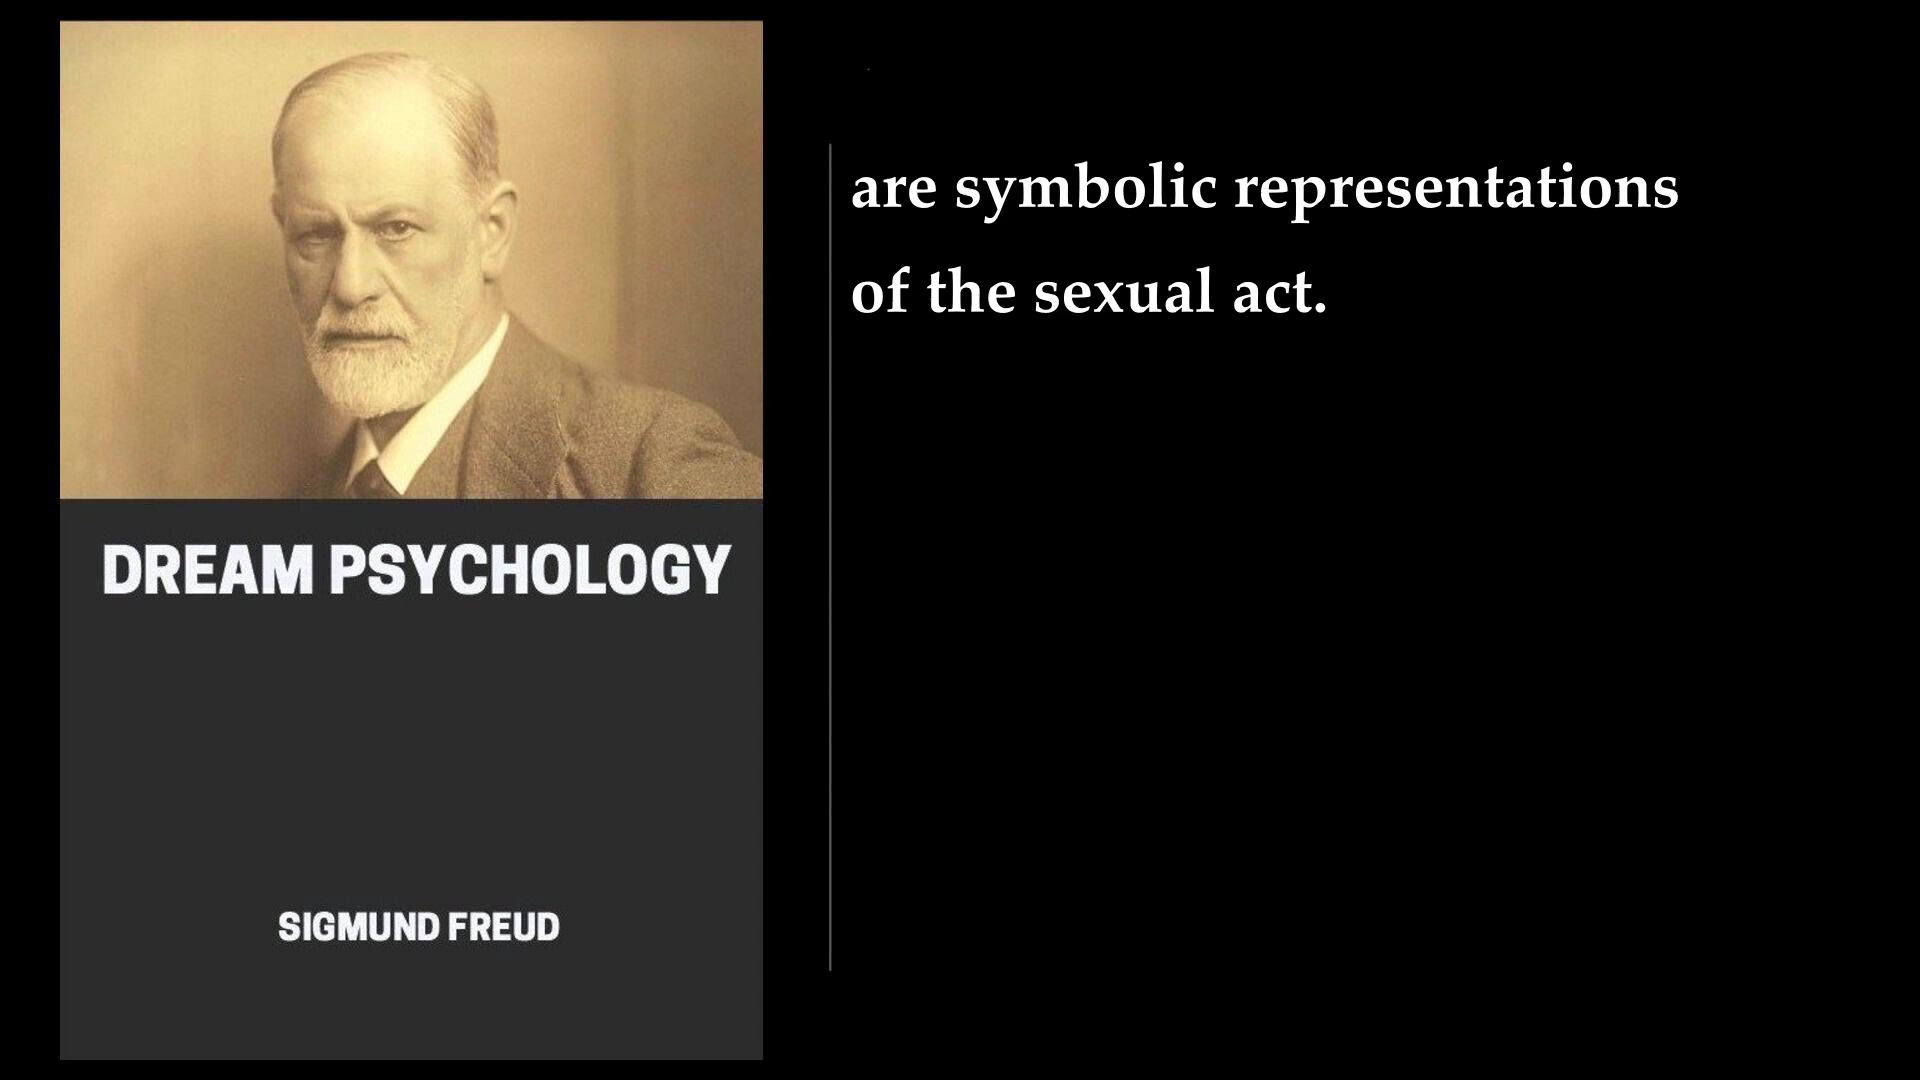 are symbolic representations
of the sexual act.
DREAM PSYCHOLOGY
SIGMUND FREUD